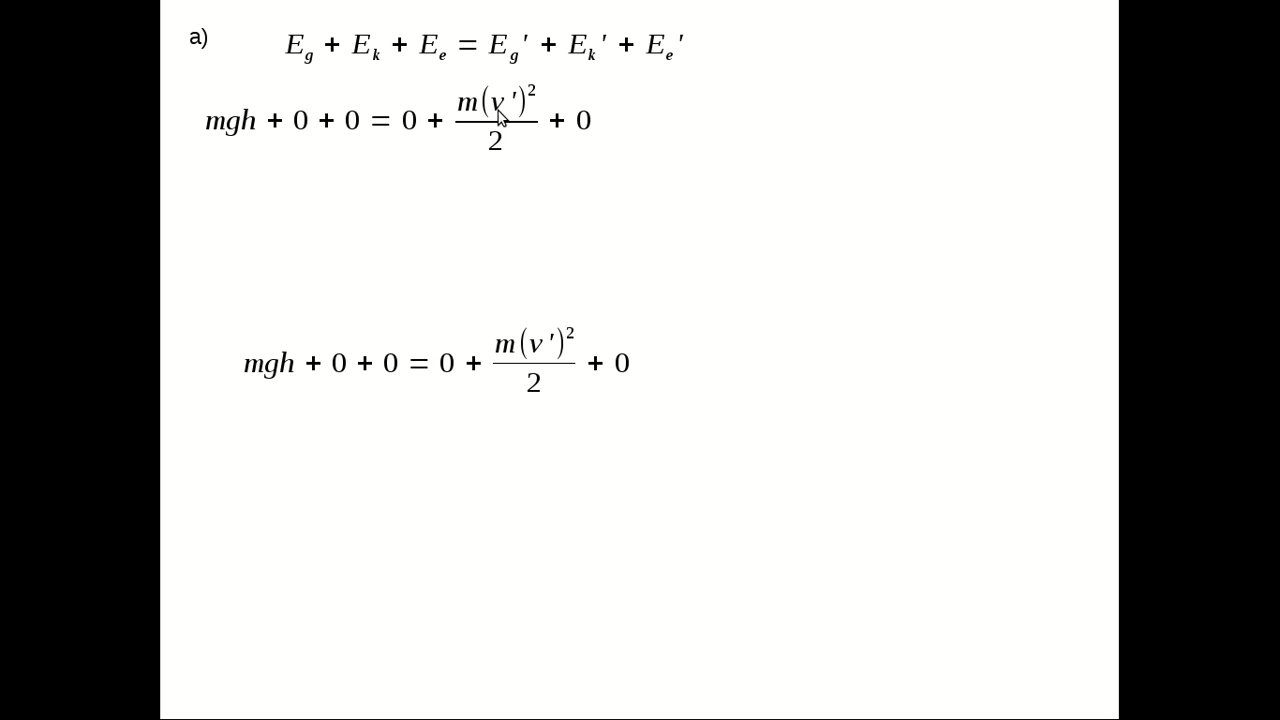 a) E_g + E_k + E_e = E_g' + E_k' + E_e'
mgh + 0 + 0 = 0 + m(v')²/2 + 0
mgh + 0 + 0 = 0 + m(v')²/2 + 0